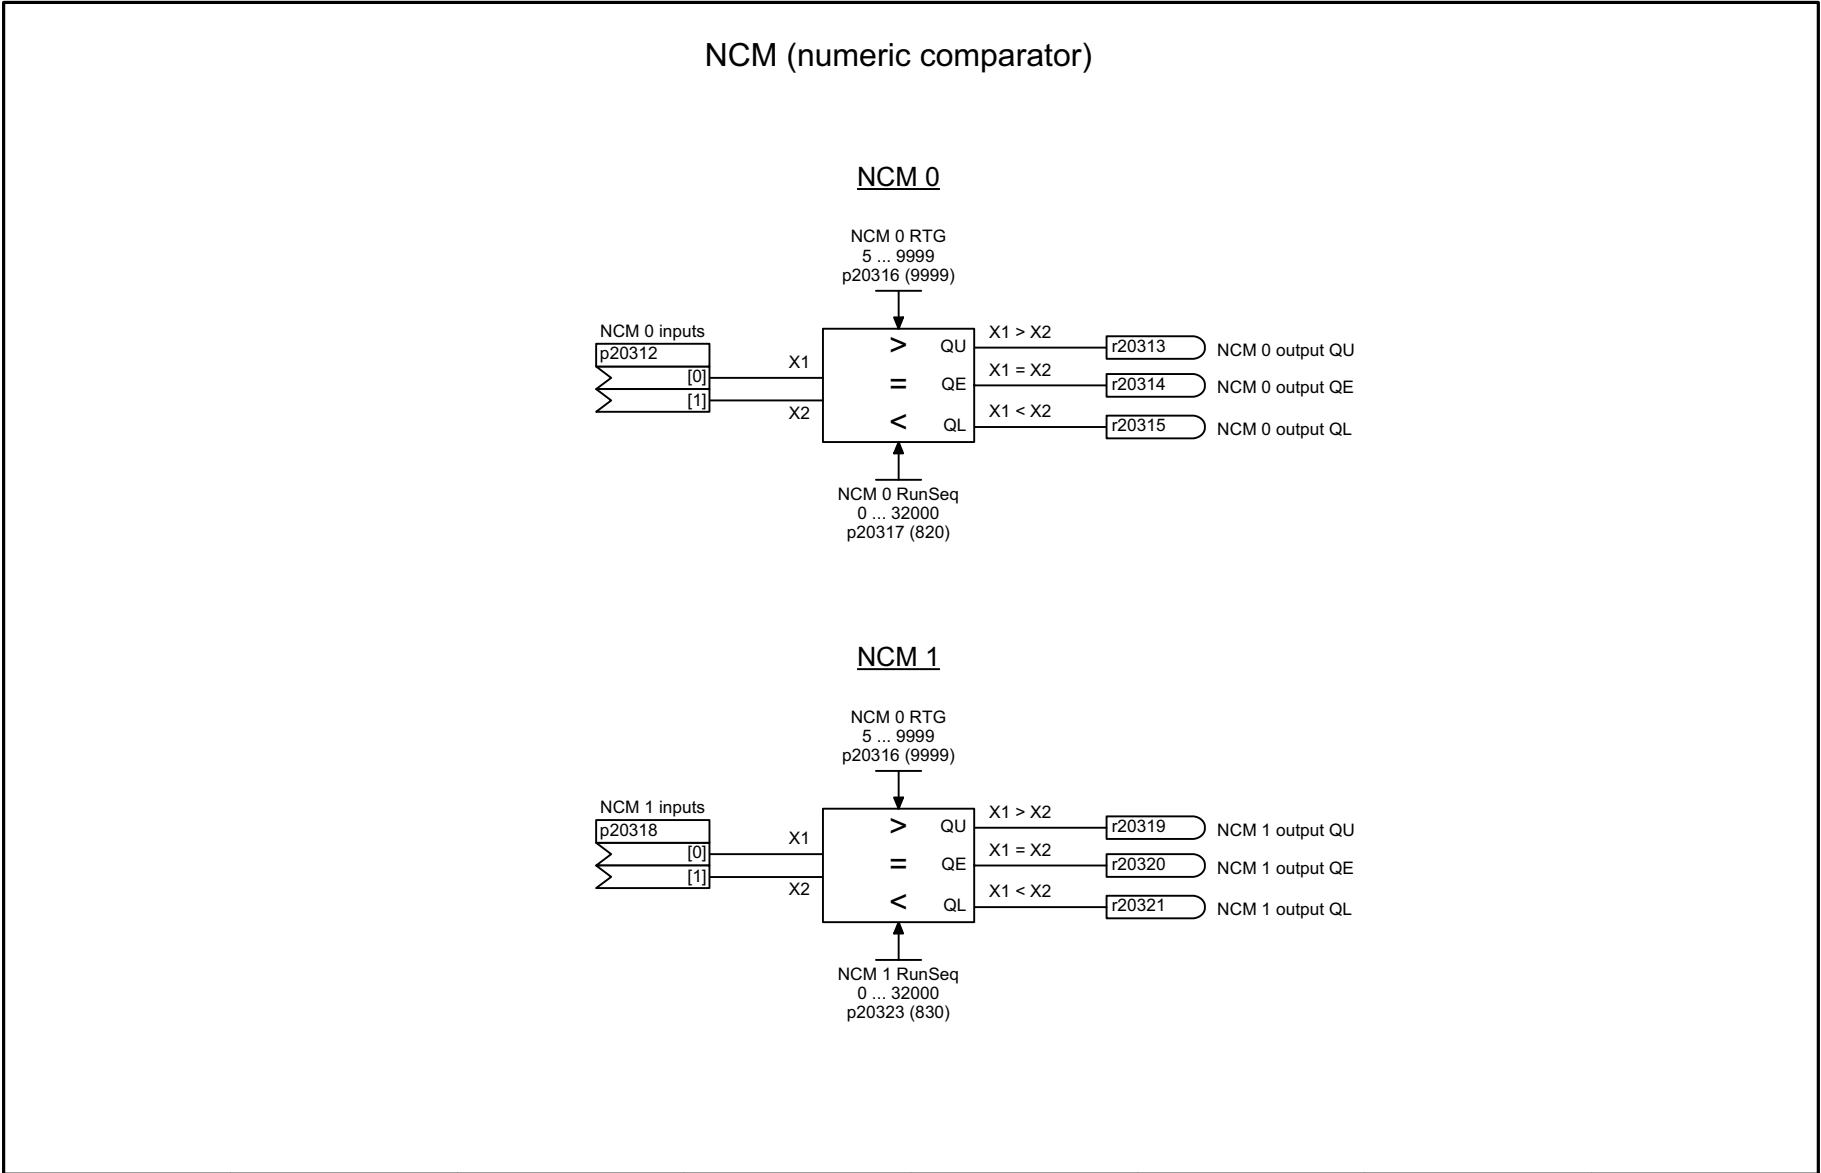 NCM (numeric comparator)
NCM 0
NCM 0 RTG
5 ... 9999
p20316 (9999)
NCM 0 inputs
p20312
[0]
[1]
X1
X2
>
=
<
QU
QE
QL
X1 > X2
X1 = X2
X1 < X2
r20313
NCM 0 output QU
r20314
NCM 0 output QE
r20315
NCM 0 output QL
NCM 0 RunSeq
0 ... 32000
p20317 (820)
NCM 1
NCM 0 RTG
5 ... 9999
p20316 (9999)
NCM 1 inputs
p20318
[0]
[1]
X1
X2
>
=
<
QU
QE
QL
X1 > X2
X1 = X2
X1 < X2
r20319
NCM 1 output QU
r20320
NCM 1 output QE
r20321
NCM 1 output QL
NCM 1 RunSeq
0 ... 32000
p20323 (830)